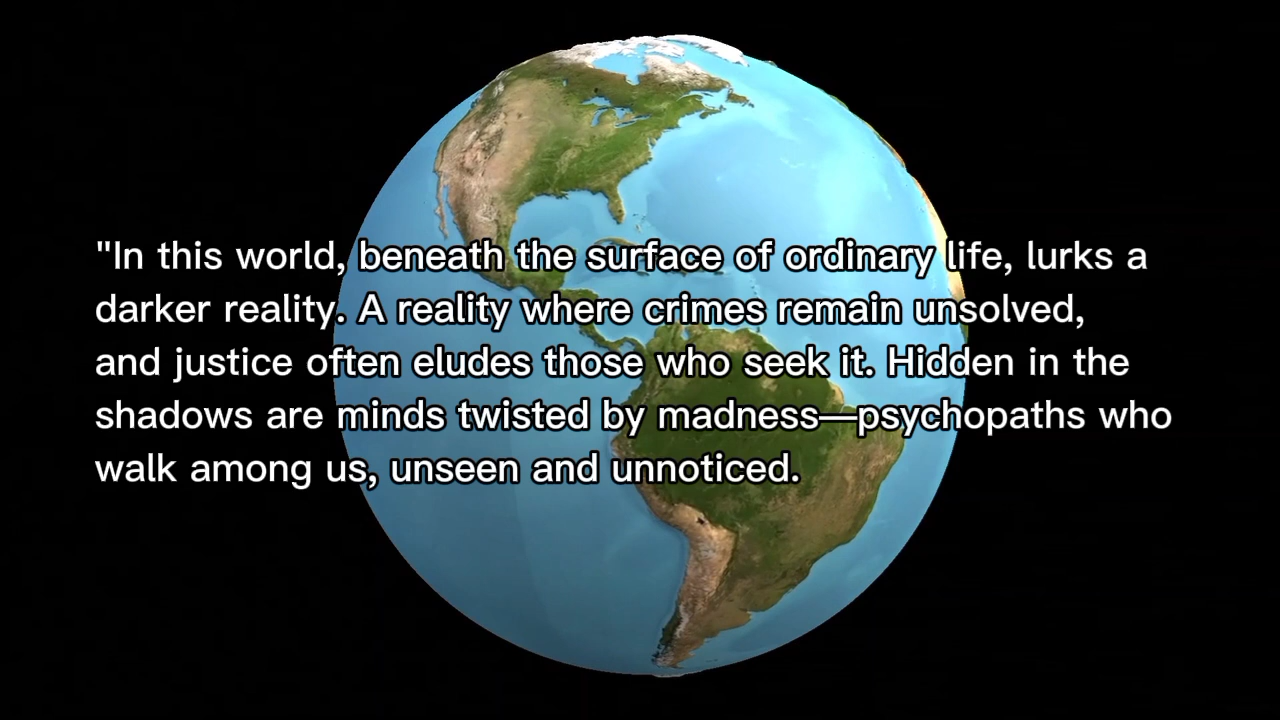 "In this world, beneath the surface of ordinary life, lurks a
darker reality. A reality where crimes remain unsolved,
and justice often eludes those who seek it. Hidden in the
shadows are minds twisted by madness—psychopaths who
walk among us, unseen and unnoticed.